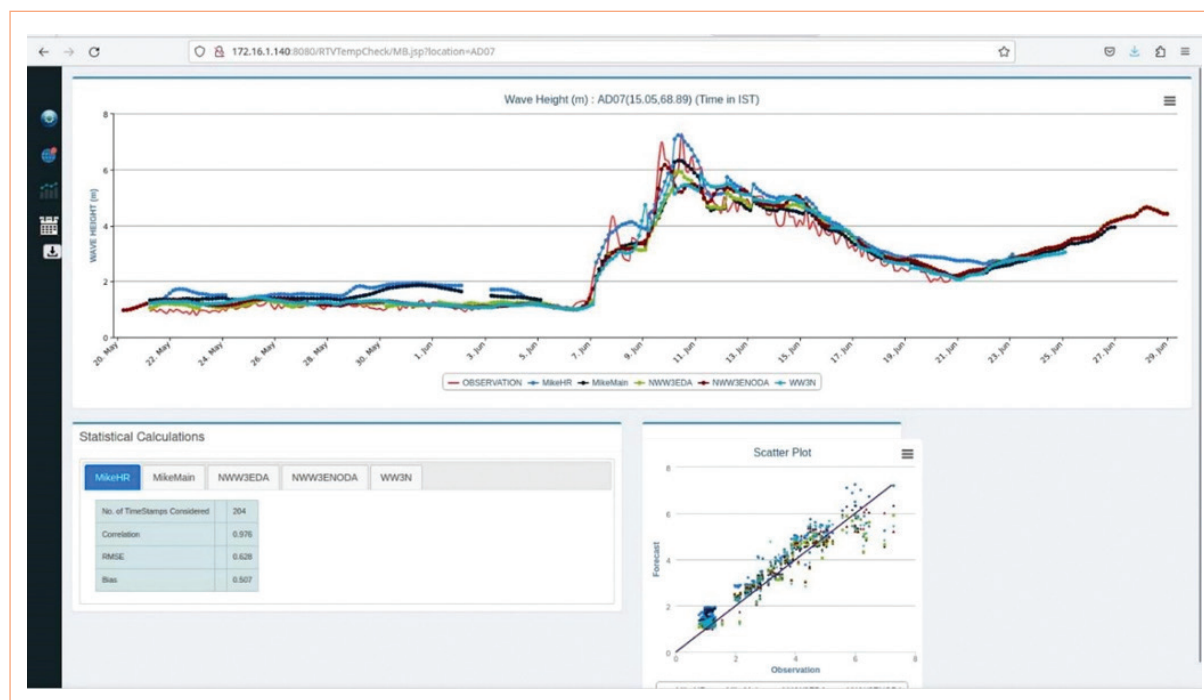 172.16.1.140:8080/RTVTempCheck/MB.jsp?location=AD07
Wave Height (m) : AD07(15.05,68.89) (Time in IST)
WAVE HEIGHT (m)
8
6
4
2
0
20. May 22. May 24. May 26. May 28. May 30. May 1. Jun 3. Jun 5. Jun 7. Jun 9. Jun 11. Jun 13. Jun 15. Jun 17. Jun 19. Jun 21. Jun 23. Jun 25. Jun 27. Jun 29. Jun
OBSERVATION MikeHR MikeMain NWW3EDA NWW3ENODA WW3N
Statistical Calculations
MikeHR MikeMain NWW3EDA NWW3ENODA WW3N
No. of TimeStamps Considered 204
Correlation 0.976
RMSE 0.628
Bias 0.507
Scatter Plot
Forecast
8
6
4
2
0
0 2 4 6 8
Observation